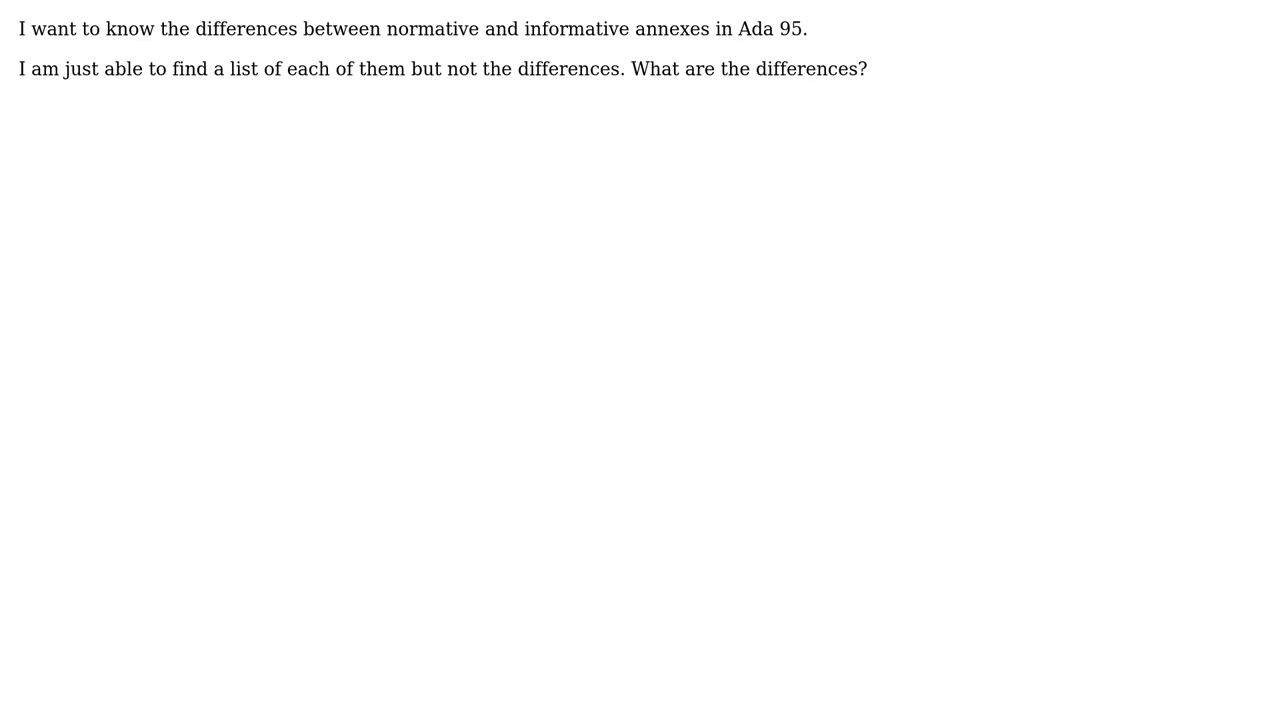 I want to know the differences between normative and informative annexes in Ada 95.
I am just able to find a list of each of them but not the differences. What are the differences?